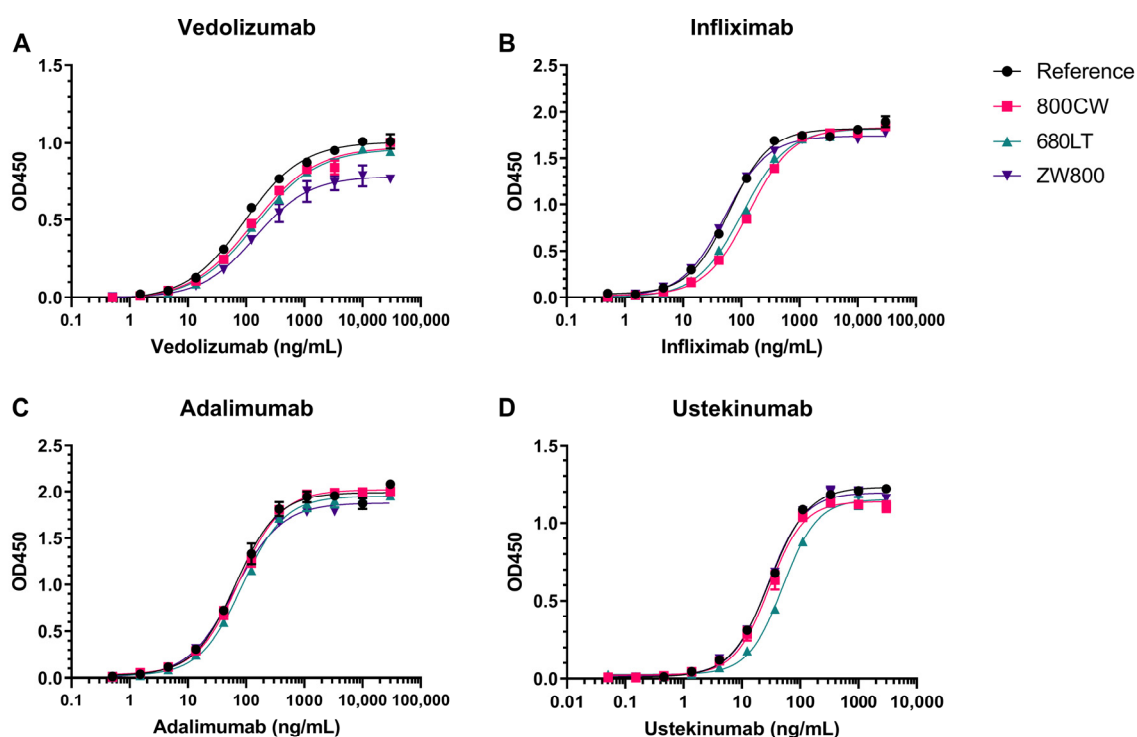 A
Vedolizumab
1.5
1.0
0.5
0.0
OD450
0.1 1 10 100 1000 10,000 100,000
Vedolizumab (ng/mL)
B
Infliximab
2.5
2.0
1.5
1.0
0.5
0.0
OD450
0.1 1 10 100 1000 10,000 100,000
Infliximab (ng/mL)
Reference
800CW
680LT
ZW800
C
Adalimumab
2.5
2.0
1.5
1.0
0.5
0.0
OD450
0.1 1 10 100 1000 10,000 100,000
Adalimumab (ng/mL)
D
Ustekinumab
1.5
1.0
0.5
0.0
OD450
0.01 0.1 1 10 100 1000 10,000
Ustekinumab (ng/mL)